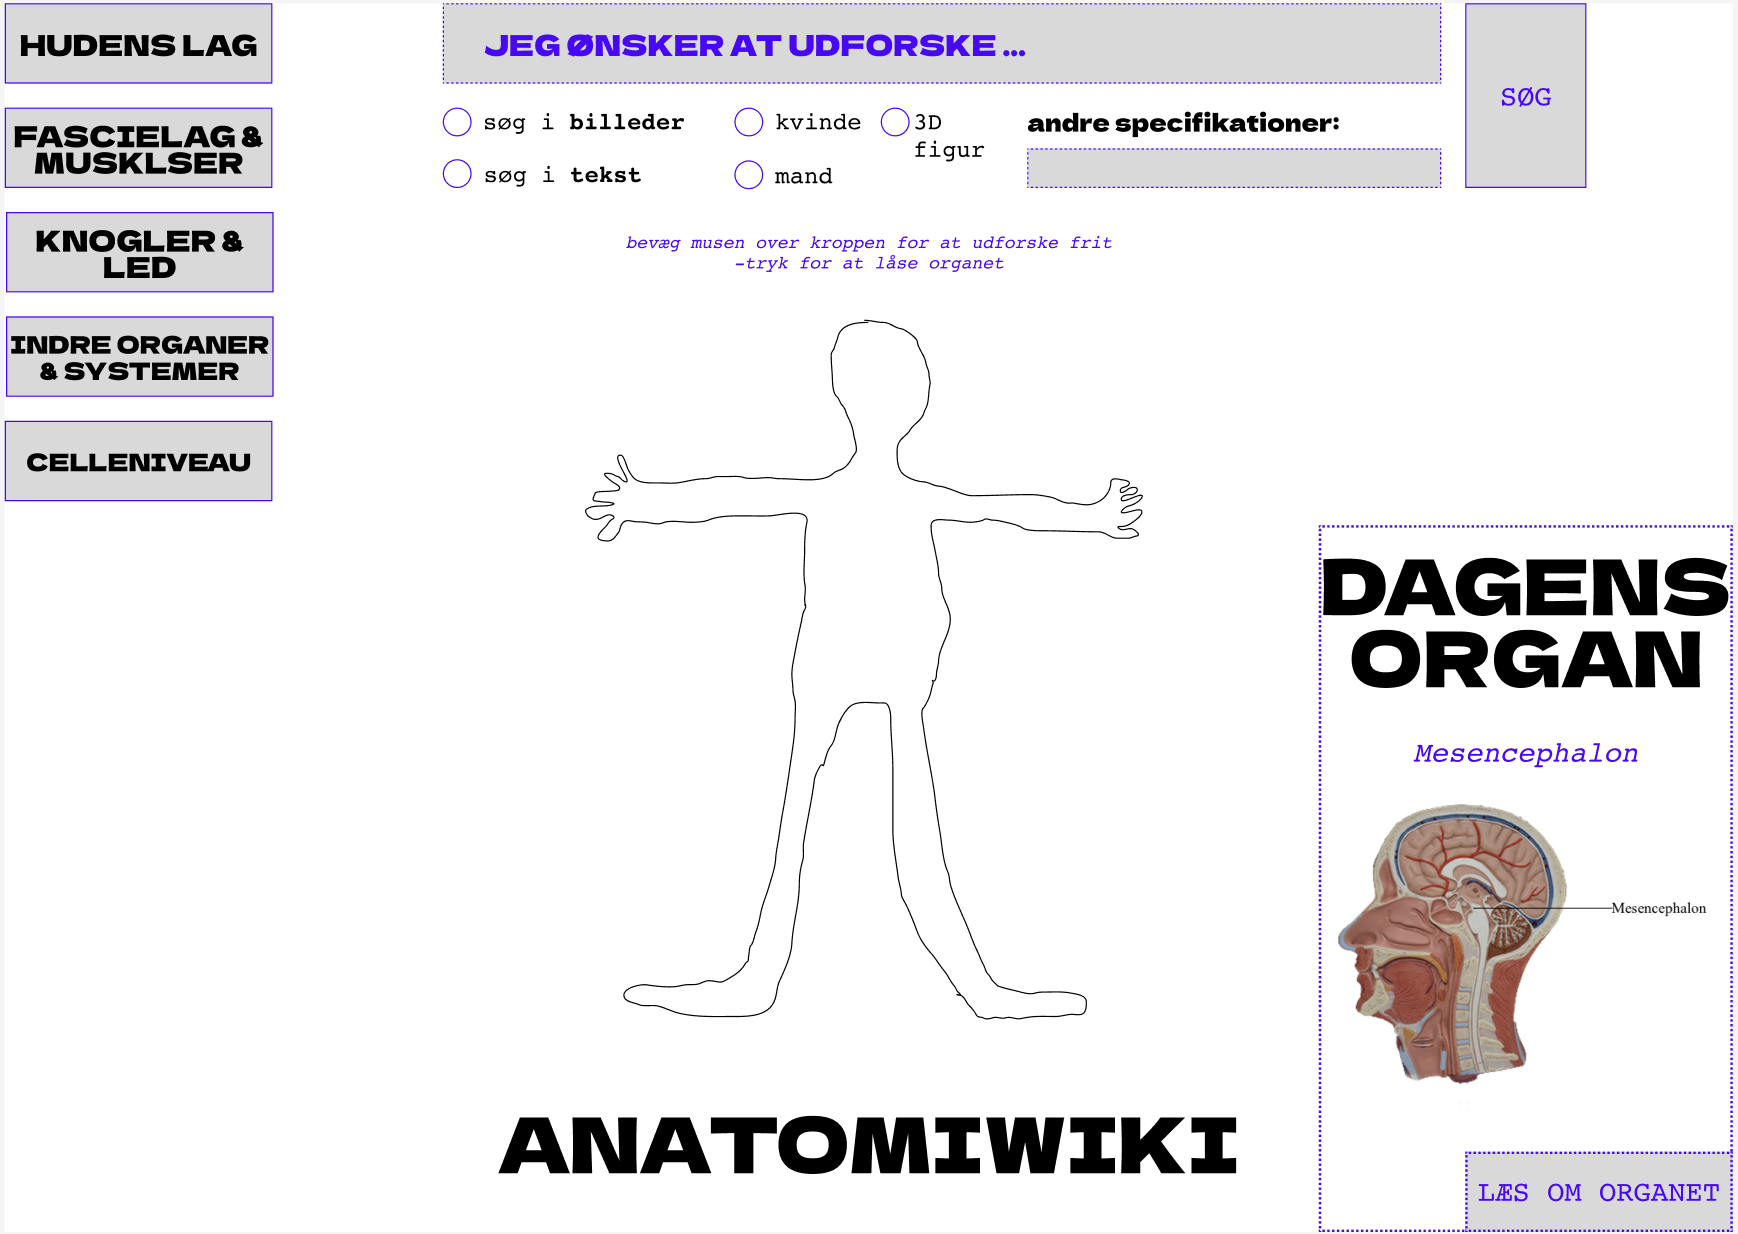 HUDENS LAG
FASCIELAG &
MUSKLSER
KNOGLER &
LED
INDRE ORGANER
& SYSTEMER
CELLENIVEAU
JEG ØNSKER AT UDFORSKE ...
søg i billeder
søg i tekst
kvinde
mand
3D
figur
andre specifikationer:
SØG
bevæg musen over kroppen for at udforske frit
-tryk for at låse organet
DAGENS
ORGAN
Mesencephalon
Mesencephalon
LÆS OM ORGANET
ANATOMIWIKI